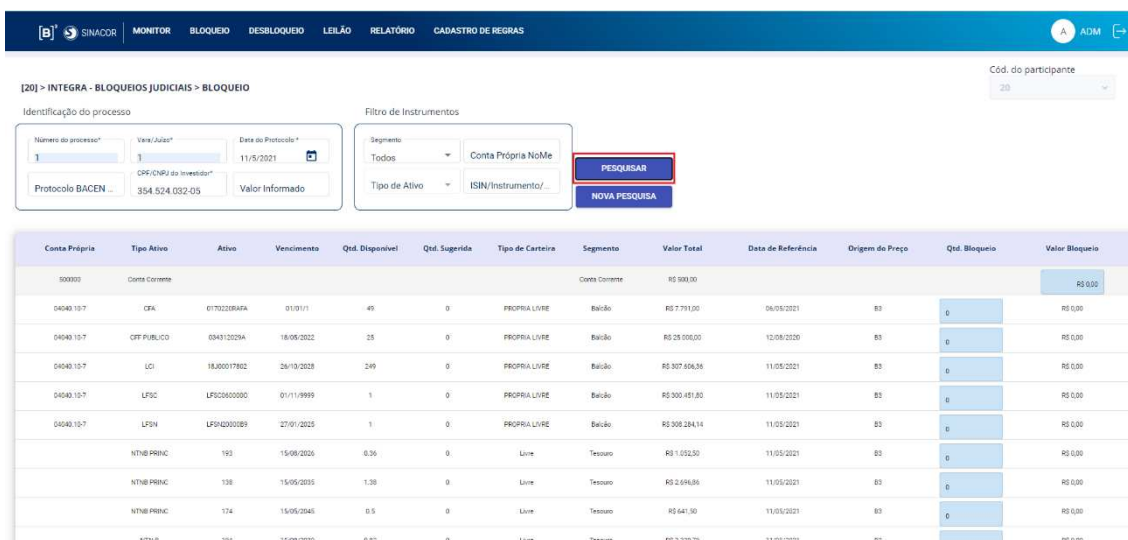 [B]³ SINACOR MONITOR BLOQUEIO DESBLOQUEIO LEILÃO RELATÓRIO CADASTRO DE REGRAS A ADM
Cód. do participante
20
[20] > INTEGRA - BLOQUEIOS JUDICIAIS > BLOQUEIO
Identificação do processo Filtro de Instrumentos
Número do processo* Vara/Juízo* Data do Protocolo * Segmento
1 1 11/5/2021 Todos Conta Própria NoMe
PESQUISAR
CPF/CNPJ do Investidor*
Protocolo BACEN ... 354.524.032-05 Valor Informado Tipo de Ativo ISIN/Instrumento/...
NOVA PESQUISA
Conta Própria Tipo Ativo Ativo Vencimento Qtd. Disponível Qtd. Sugerida Tipo de Carteira Segmento Valor Total Data de Referência Origem do Preço Qtd. Bloqueio Valor Bloqueio
500000 Conta Corrente Conta Corrente R$ 500,00 R$ 0,00
04040.10-7 CFA 0170220RAFA 01/01/1 49 0 PROPRIA LIVRE Balcão R$ 7.791,00 06/05/2021 B3 0 R$ 0,00
04040.10-7 CFF PUBLICO 034312029A 18/05/2022 25 0 PROPRIA LIVRE Balcão R$ 25.000,00 12/08/2020 B3 0 R$ 0,00
04040.10-7 LCI 18J00017802 26/10/2028 249 0 PROPRIA LIVRE Balcão R$ 307.606,36 11/05/2021 B3 0 R$ 0,00
04040.10-7 LFSC LFSC0600000 01/11/9999 1 0 PROPRIA LIVRE Balcão R$ 300.451,80 11/05/2021 B3 0 R$ 0,00
04040.10-7 LFSN LFSN20000B9 27/01/2025 1 0 PROPRIA LIVRE Balcão R$ 308.284,14 11/05/2021 B3 0 R$ 0,00
NTNB PRINC 193 15/08/2026 0.36 0 Livre Tesouro R$ 1.052,50 11/05/2021 B3 0 R$ 0,00
NTNB PRINC 138 15/05/2035 1.38 0 Livre Tesouro R$ 2.696,86 11/05/2021 B3 0 R$ 0,00
NTNB PRINC 174 15/05/2045 0.5 0 Livre Tesouro R$ 641,50 11/05/2021 B3 0 R$ 0,00